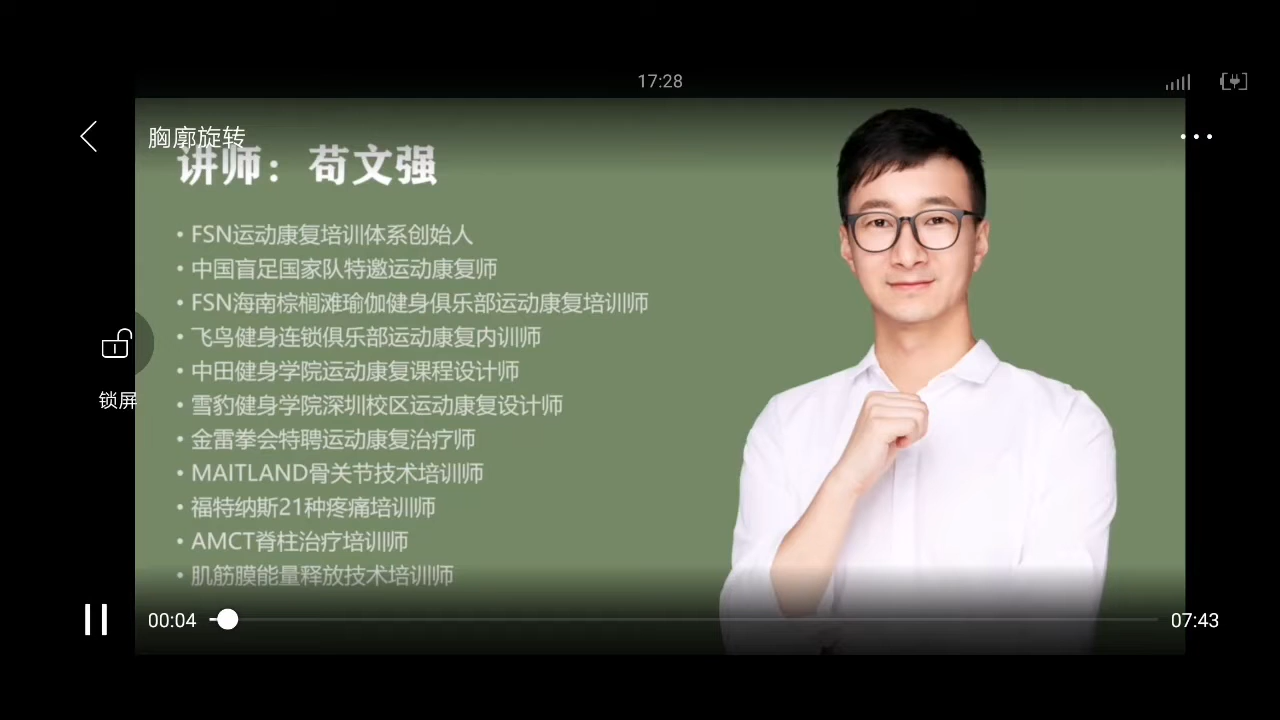 17:28
胸廓旋转
讲师：苟文强
• FSN运动康复培训体系创始人
• 中国盲足国家队特邀运动康复师
• FSN海南棕榈滩瑜伽健身俱乐部运动康复培训师
• 飞鸟健身连锁俱乐部运动康复内训师
• 中田健身学院运动康复课程设计师
• 雪豹健身学院深圳校区运动康复设计师
• 金雷拳会特聘运动康复治疗师
• MAITLAND骨关节技术培训师
• 福特纳斯21种疼痛培训师
• AMCT脊柱治疗培训师
• 肌筋膜能量释放技术培训师
锁屏
00:04
07:43